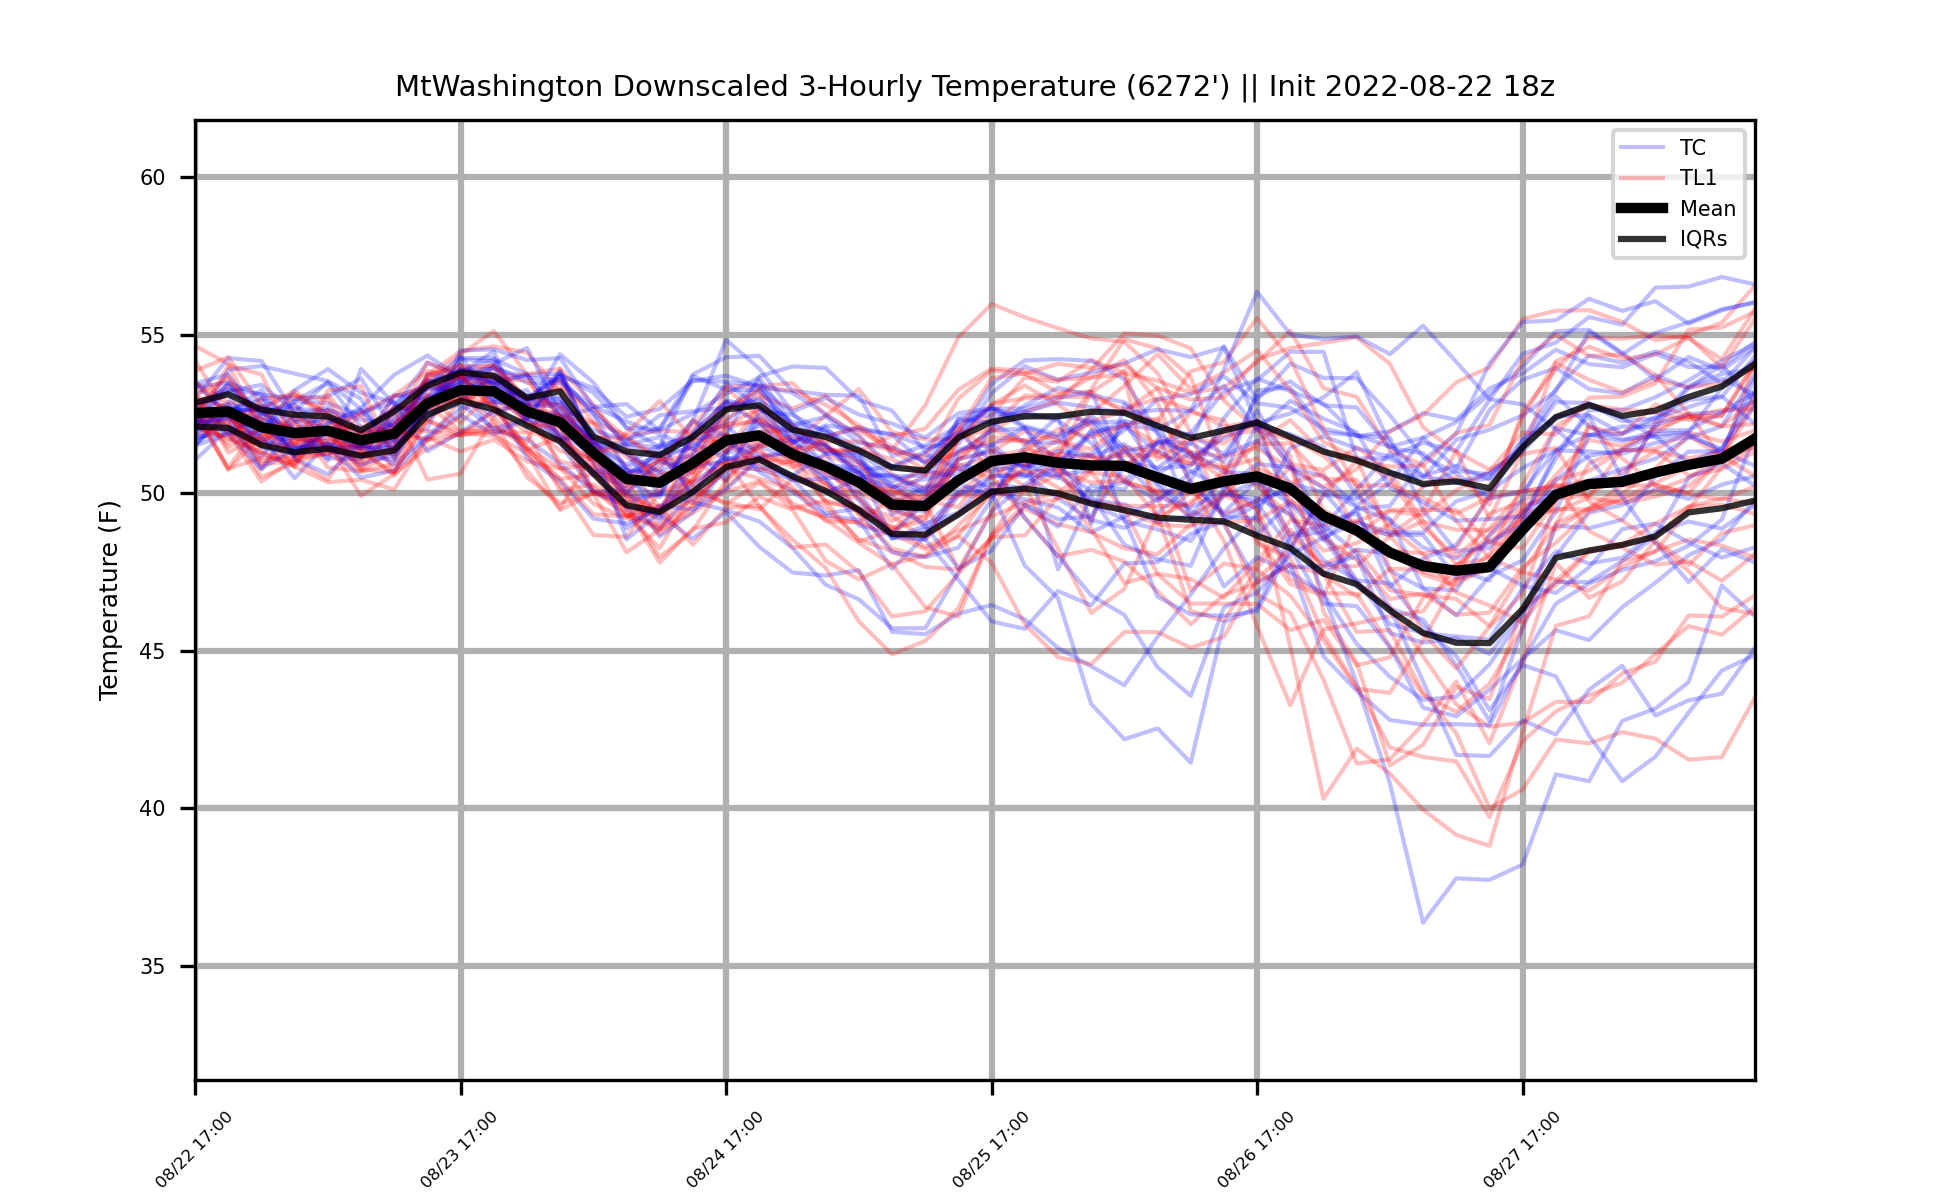 MtWashington Downscaled 3-Hourly Temperature (6272') || Init 2022-08-22 18z
TC
TL1
Mean
IQRs
Temperature (F)
60
55
50
45
40
35
08/22 17:00
08/23 17:00
08/24 17:00
08/25 17:00
08/26 17:00
08/27 17:00